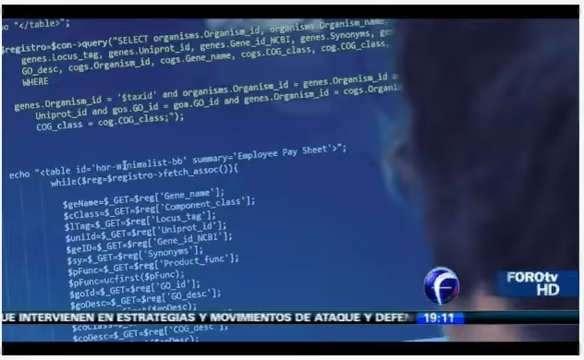 o "</table>";
$registro=$con->query("SELECT organisms.Organism_id, organisms.Organism_name,
genes.Locus_tag, genes.Uniprot_id, genes.Gene_id_NCBI, genes.Synonyms,
GO_desc, cogs.Organism_id, cogs.Gene_name, cogs.COG_class, cog.COG_class,
WHERE
genes.Organism_id = '$taxid' and organisms.Organism_id =
Uniprot_id and gos.GO_id = goa.GO_id and genes.Organism_id = cogs.Organi
COG_class = cog.COG_class;");
echo "<table id='hor-minimalist-bb' summary='Employee Pay Sheet'>";
while($reg=$registro->fetch_assoc()){
$geName=$_GET=$reg['Gene_name'];
$cClass=$_GET=$reg['Component_class'];
$lTag=$_GET=$reg['Locus_tag'];
$uniId=$_GET=$reg['Uniprot_id'];
$geID=$_GET=$reg['Gene_id_NCBI'];
$sy=$_GET=$reg['Synonyms'];
$pFunc=$_GET=$reg['Product_func'];
$pFunc=ucfirst($pFunc);
$goId=$_GET=$reg['GO_id'];
$goDesc=$_GET=$reg['GO_desc'];
FOROtv
HD
UE INTERVIENEN EN ESTRATEGIAS Y MOVIMIENTOS DE ATAQUE Y DEFEN 19:11
$coDesc=$_GET=$reg['COG_desc'];